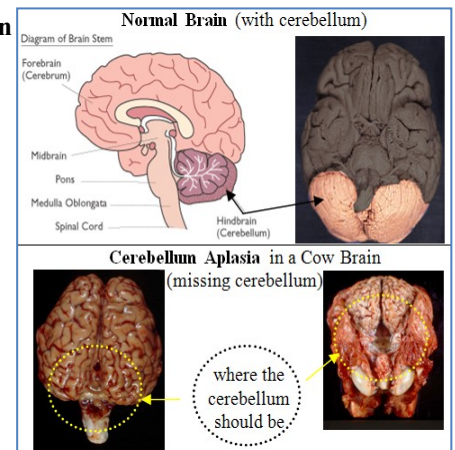 n
Normal Brain (with cerebellum)
Diagram of Brain Stem
Forebrain
(Cerebrum)
Midbrain
Pons
Medulla Oblongata
Spinal Cord
Hindbrain
(Cerebellum)
Cerebellum Aplasia in a Cow Brain
(missing cerebellum)
where the
cerebellum
should be